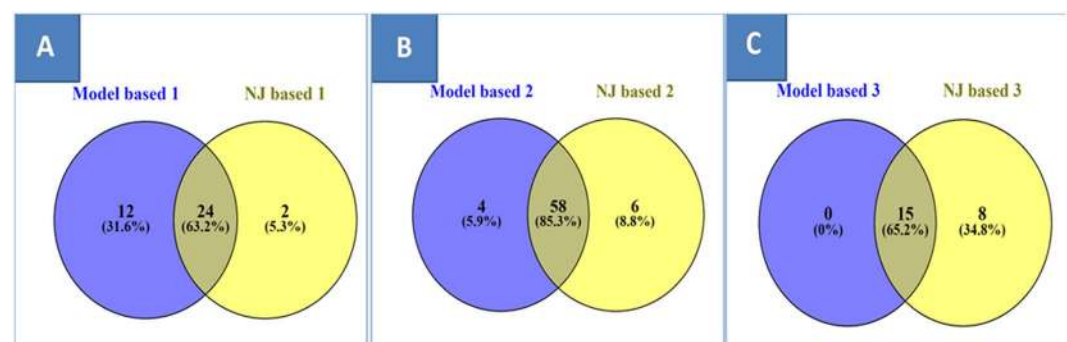 A
Model based 1 NJ based 1
12 24 2
(31.6%) (63.2%) (5.3%)
B
Model based 2 NJ based 2
4 58 6
(5.9%) (85.3%) (8.8%)
C
Model based 3 NJ based 3
0 15 8
(0%) (65.2%) (34.8%)